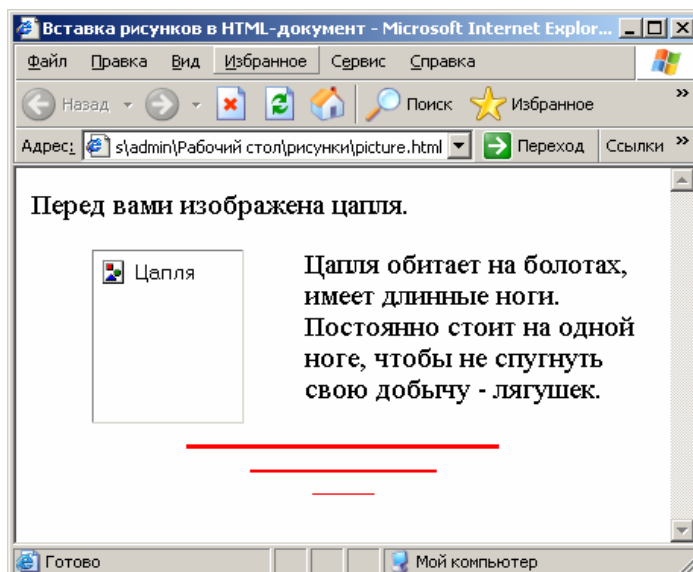 Вставка рисунков в HTML-документ - Microsoft Internet Explor...
Файл Правка Вид Избранное Сервис Справка
Назад Поиск Избранное »
Адрес: s\admin\Рабочий стол\рисунки\picture.html Переход Ссылки »
Перед вами изображена цапля.
Цапля
Цапля обитает на болотах,
имеет длинные ноги.
Постоянно стоит на одной
ноге, чтобы не спугнуть
свою добычу - лягушек.
Готово Мой компьютер